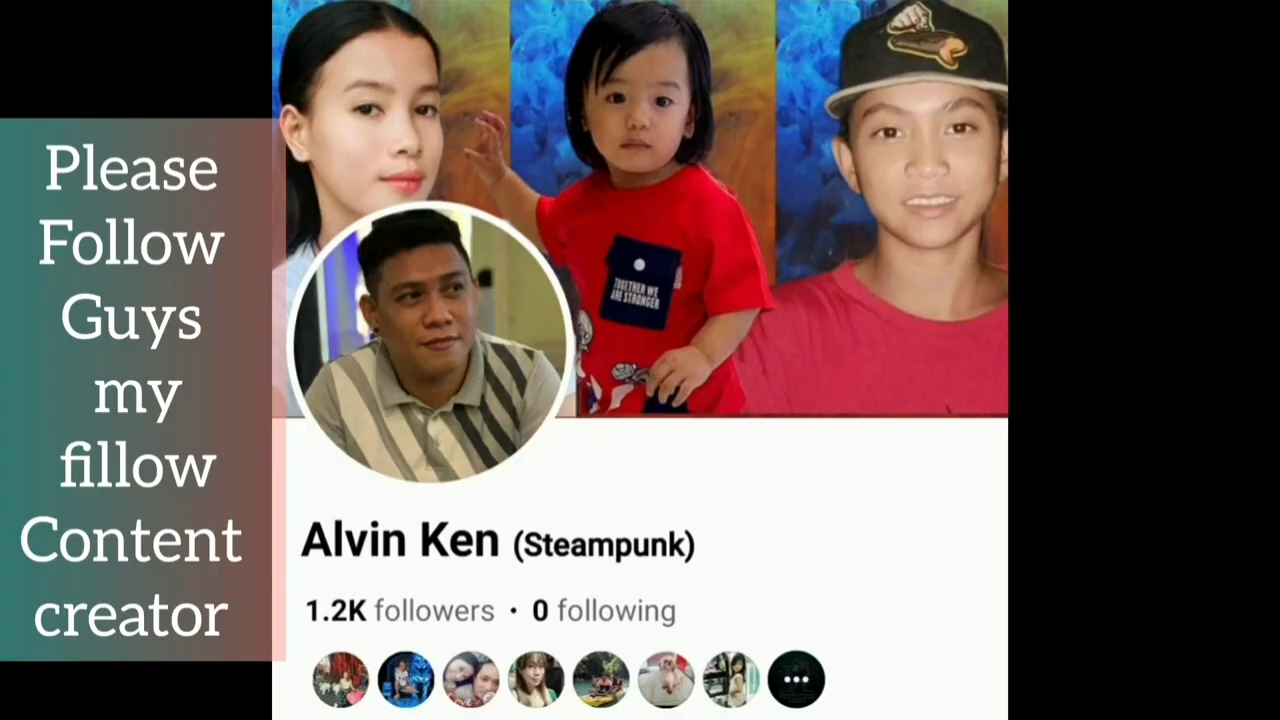 Please
Follow
Guys
my
fillow
Content
creator
TOGETHER WE
ARE STRONGER
Alvin Ken (Steampunk)
1.2K followers · 0 following